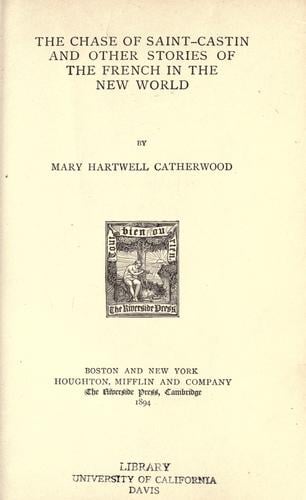 THE CHASE OF SAINT-CASTIN
AND OTHER STORIES OF
THE FRENCH IN THE
NEW WORLD
BY
MARY HARTWELL CATHERWOOD
Tout bien ou rien
The Riverside Press
BOSTON AND NEW YORK
HOUGHTON, MIFFLIN AND COMPANY
The Riverside Press, Cambridge
1894
LIBRARY
UNIVERSITY OF CALIFORNIA
DAVIS